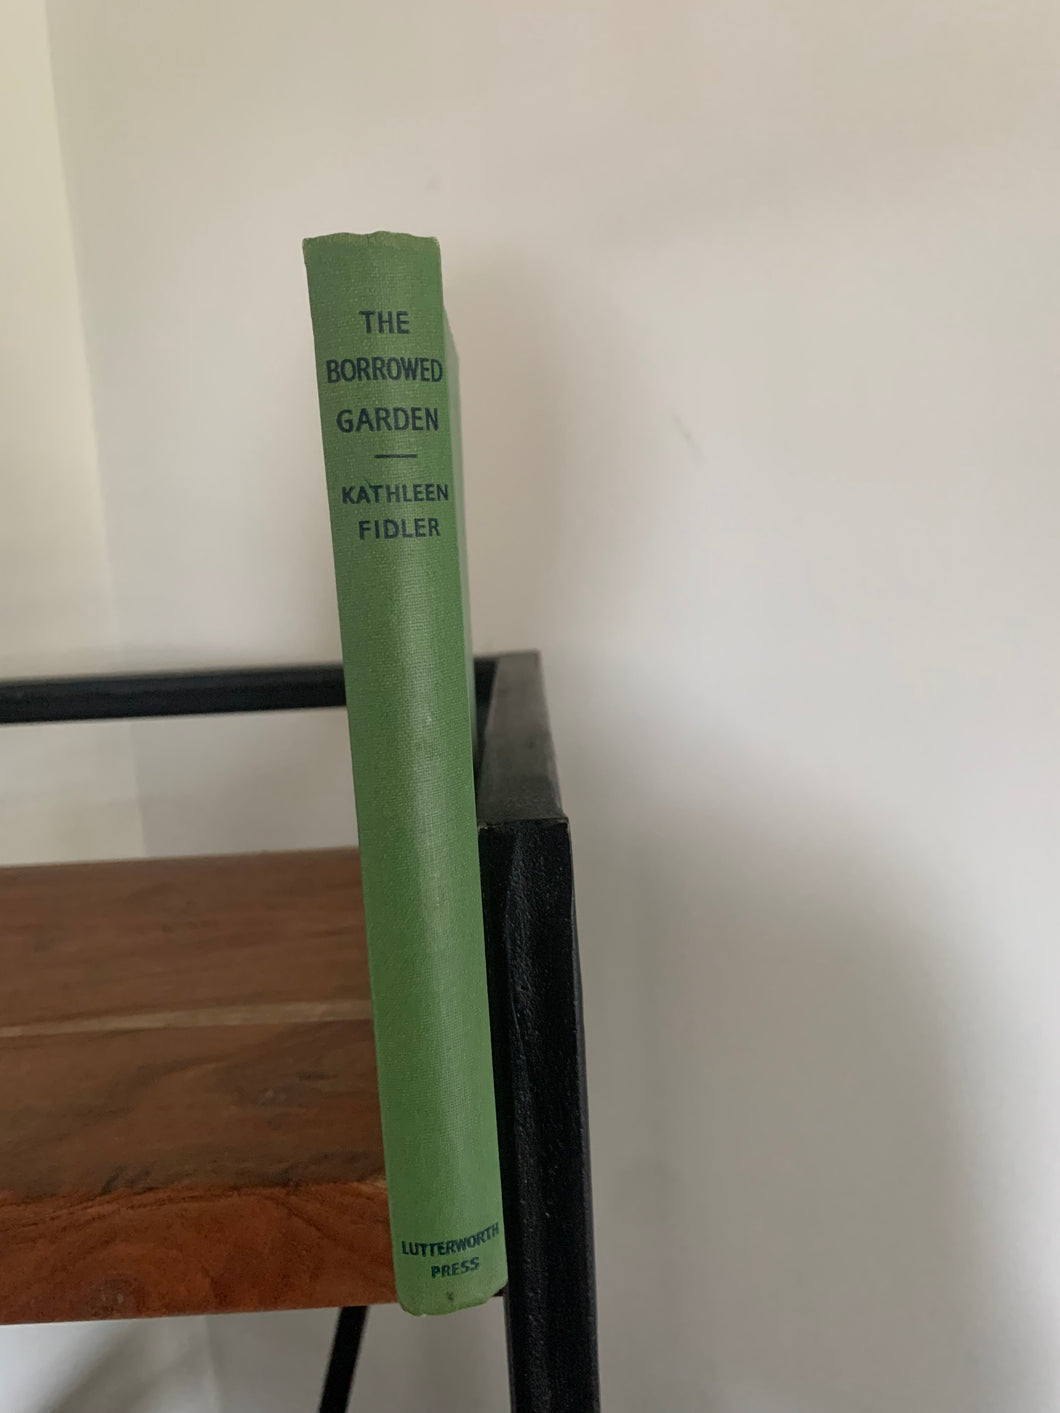 THE
BORROWED
GARDEN
KATHLEEN
FIDLER
LUTTERWORTH
PRESS